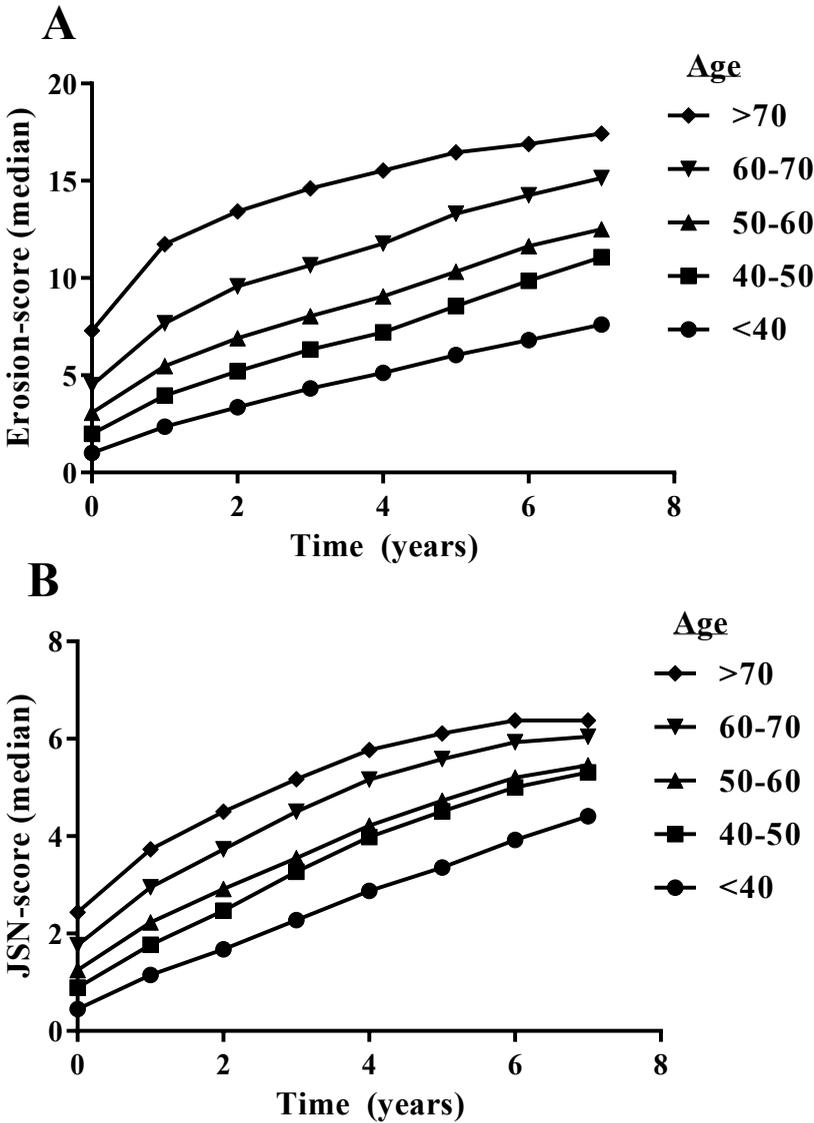 A
Age
>70
60-70
50-60
40-50
<40
Erosion-score (median)
20
15
10
5
0
0 2 4 6 8
Time (years)
B
Age
>70
60-70
50-60
40-50
<40
JSN-score (median)
8
6
4
2
0
0 2 4 6 8
Time (years)